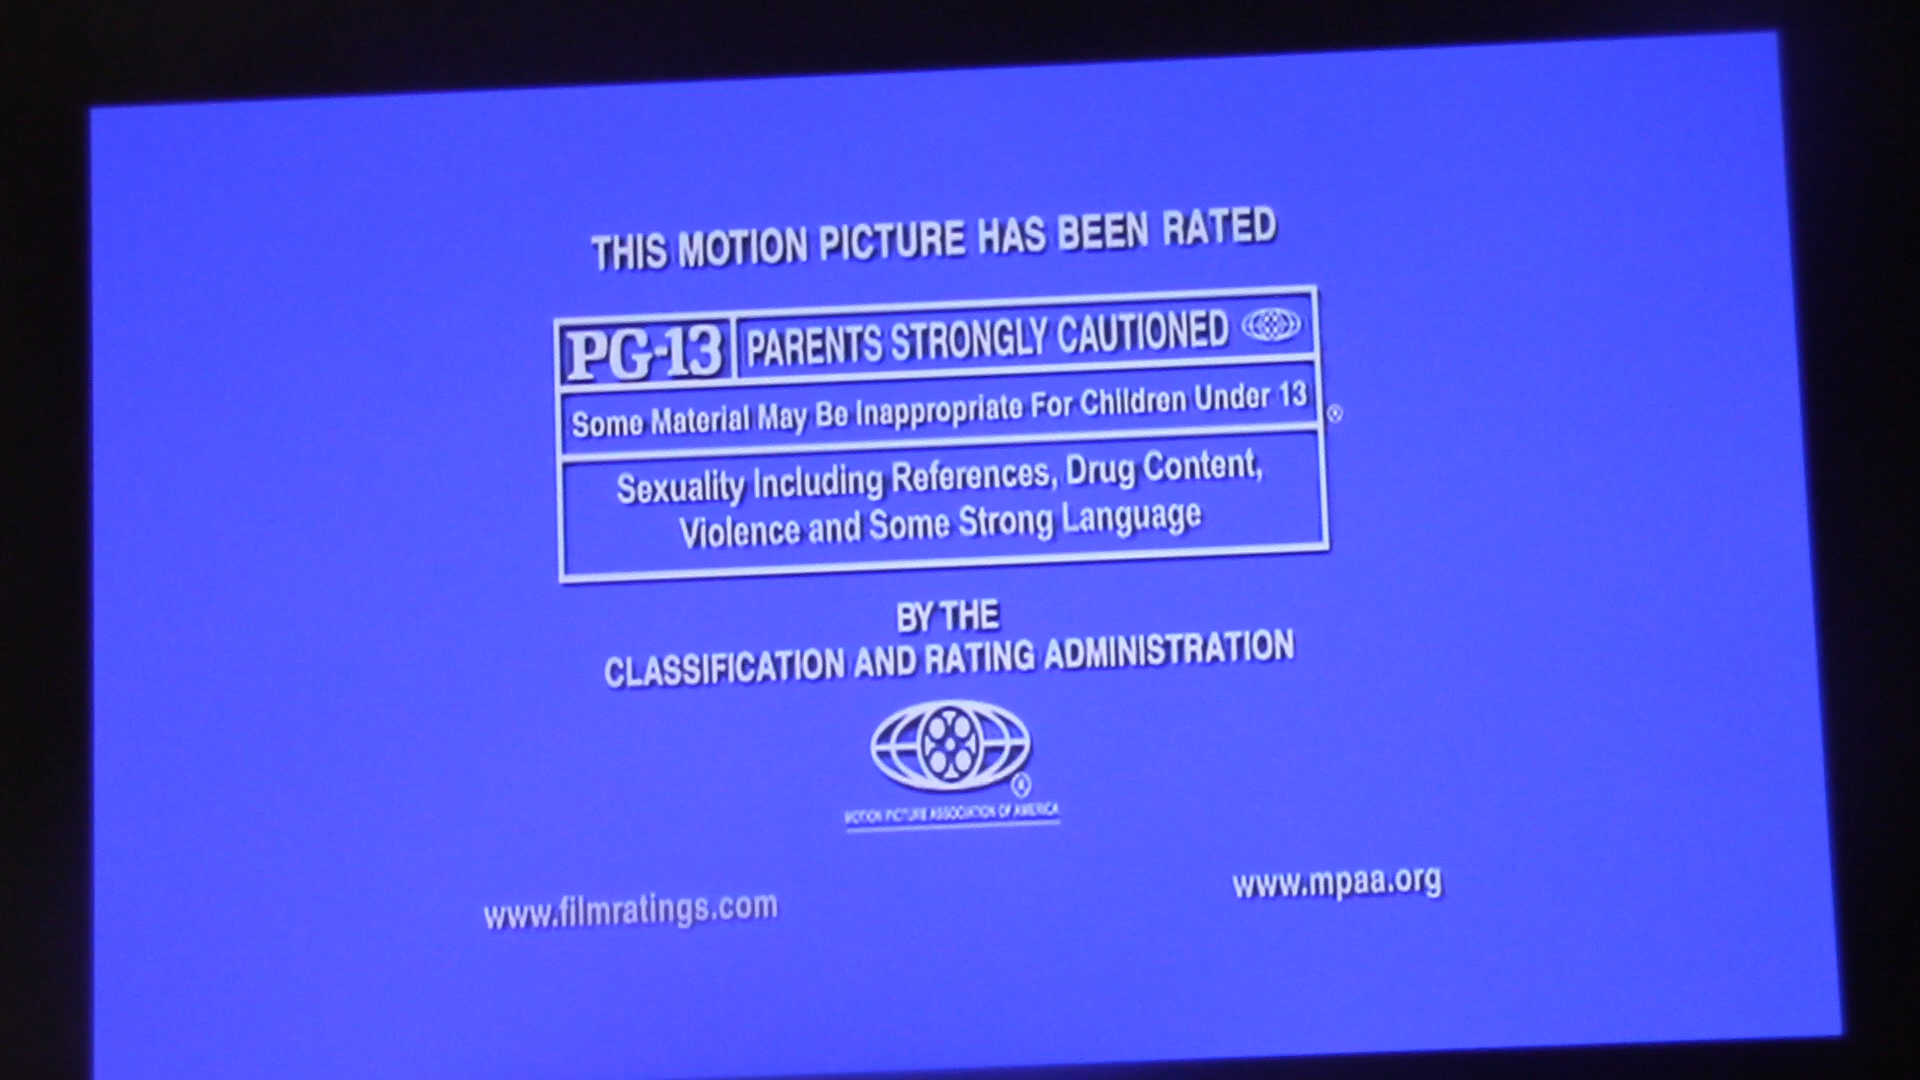 THIS MOTION PICTURE HAS BEEN RATED
PG-13 PARENTS STRONGLY CAUTIONED
Some Material May Be Inappropriate For Children Under 13 ®
Sexuality Including References, Drug Content,
Violence and Some Strong Language
BY THE
CLASSIFICATION AND RATING ADMINISTRATION
®
MOTION PICTURE ASSOCIATION OF AMERICA
www.filmratings.com
www.mpaa.org